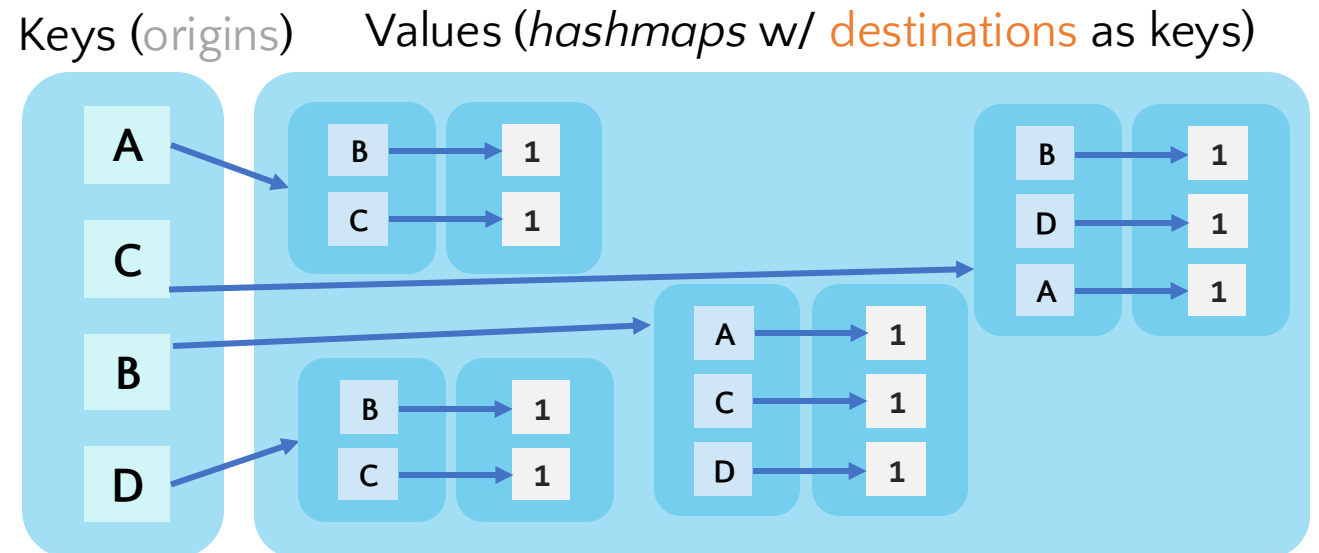 Keys (origins)
Values (hashmaps w/ destinations as keys)
A
C
B
D
B 1
C 1
B 1
D 1
A 1
A 1
C 1
D 1
B 1
C 1